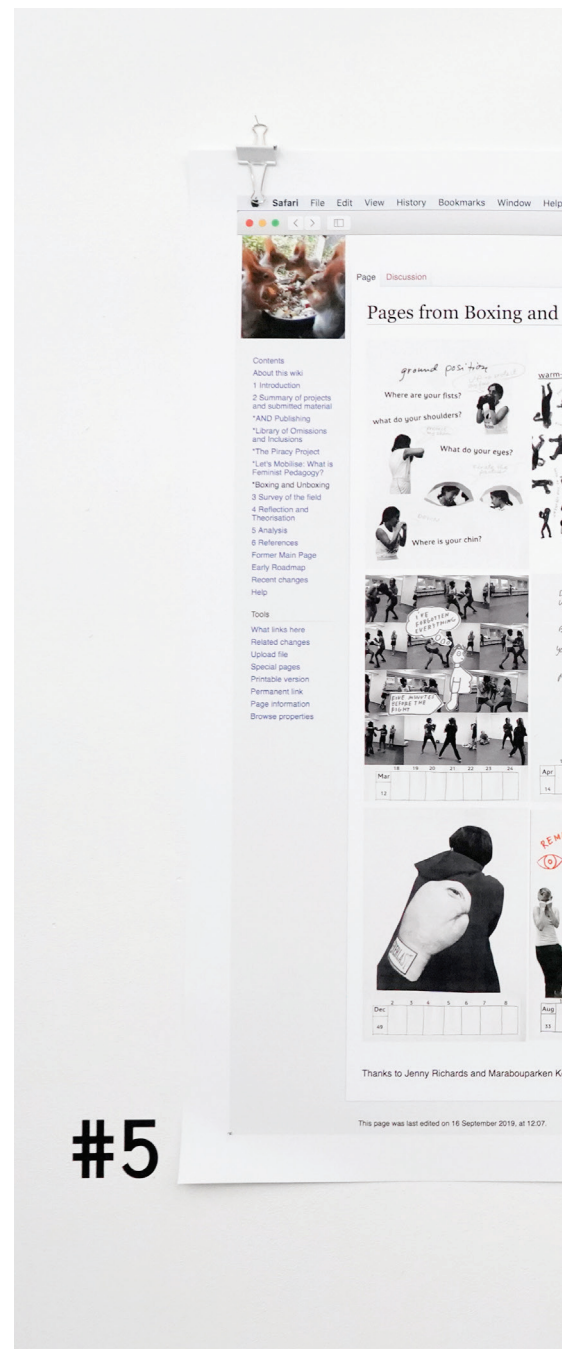 Safari File Edit View History Bookmarks Window Help
Page Discussion
Pages from Boxing and
Contents
About this wiki
1 Introduction
2 Summary of projects
and submitted material
*AND Publishing
*Library of Omissions
and Inclusions
*The Piracy Project
*Let's Mobilise: What is
Feminist Pedagogy?
*Boxing and Unboxing
3 Survey of the field
4 Reflection and
Theorisation
5 Analysis
6 References
Former Main Page
Early Roadmap
Recent changes
Help
Tools
What links here
Related changes
Upload file
Special pages
Printable version
Permanent link
Page information
Browse properties
ground position
Where are your fists?
what do your shoulders?
What do your eyes?
Where is your chin?
warm-
I'VE
FORGOTTEN
EVERYTHING
FIVE MINUTES
BEFORE THE
FIGHT
18 19 20 21 22 23 24
Mar
12
Apr
14
REM
2 3 4 5 6 7 8
Dec
49
Aug
33
Thanks to Jenny Richards and Marabouparken K
This page was last edited on 16 September 2019, at 12:07.
#5